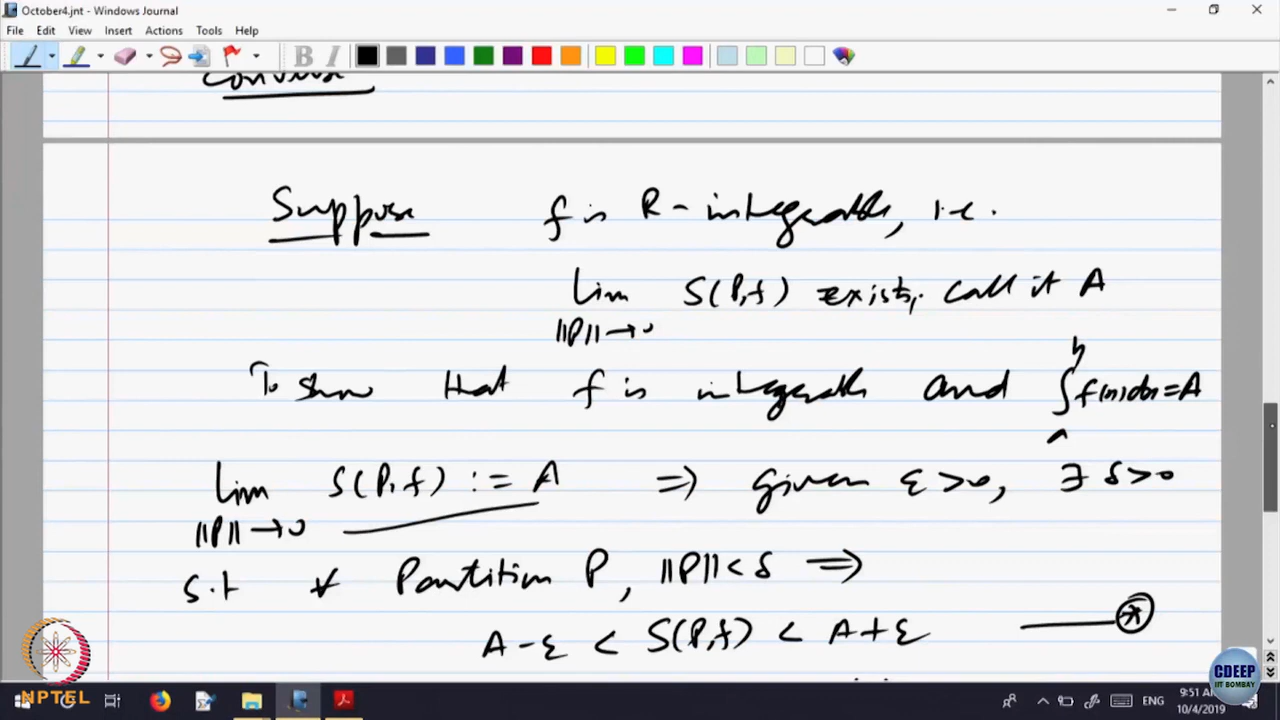 October4.jnt - Windows Journal
File Edit View Insert Actions Tools Help
Converse
Suppose f is R-integrable, i.e.
lim S(P,f) exists, call it A
||P|| → 0
To show that f is integrable and ∫_a^b f(x)dx = A
lim S(P,f) := A ⇒ given ε > 0, ∃ δ > 0
||P|| → 0
s.t ∀ Partition P, ||P|| < δ ⇒
A - ε < S(P,f) < A + ε —— ⊛
NPTEL
CDEEP
IIT BOMBAY
ENG
9:51 AM
10/4/2019